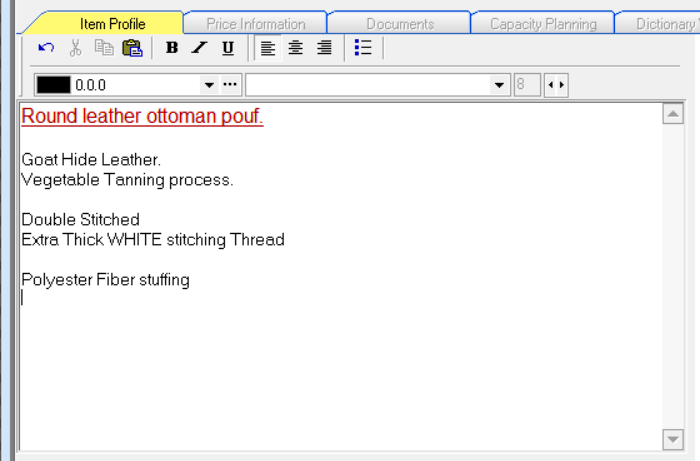 Item Profile
Price Information
Documents
Capacity Planning
Dictionary
B I U
0.0.0
8
Round leather ottoman pouf.
Goat Hide Leather.
Vegetable Tanning process.
Double Stitched
Extra Thick WHITE stitching Thread
Polyester Fiber stuffing